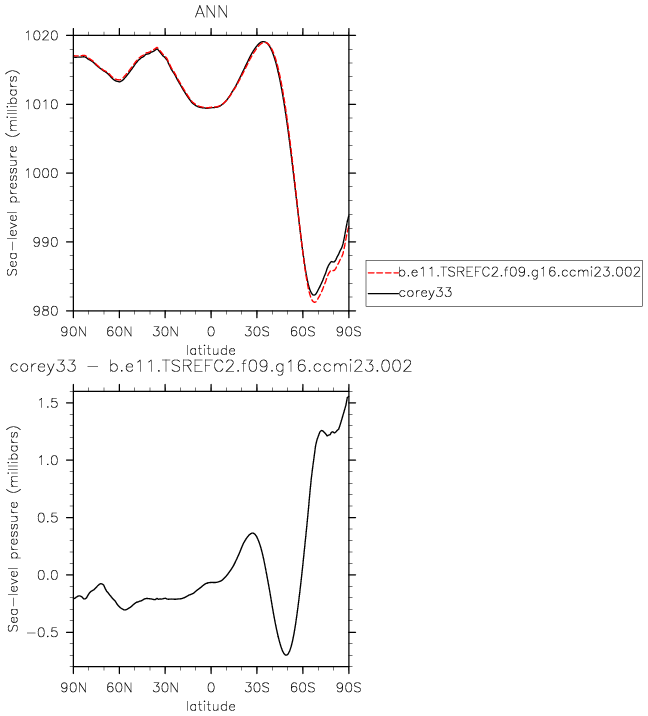 ANN
Sea-level pressure (millibars)
1020
1010
1000
990
980
90N 60N 30N 0 30S 60S 90S
latitude
b.e11.TSREFC2.f09.g16.ccmi23.002
corey33
corey33 - b.e11.TSREFC2.f09.g16.ccmi23.002
Sea-level pressure (millibars)
1.5
1.0
0.5
0.0
-0.5
90N 60N 30N 0 30S 60S 90S
latitude